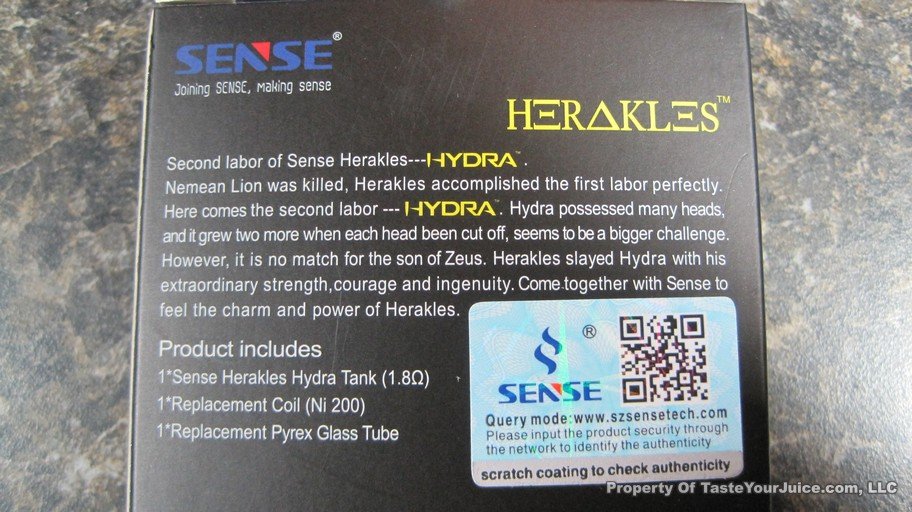 SENSE®
Joining SENSE, making sense
HΞRAKLΞS™
Second labor of Sense Herakles---HYDRA™.
Nemean Lion was killed, Herakles accomplished the first labor perfectly.
Here comes the second labor --- HYDRA™. Hydra possessed many heads,
and it grew two more when each head been cut off, seems to be a bigger challenge.
However, it is no match for the son of Zeus. Herakles slayed Hydra with his
extraordinary strength,courage and ingenuity. Come together with Sense to
feel the charm and power of Herakles.
Product includes
1*Sense Herakles Hydra Tank (1.8Ω)
1*Replacement Coil (Ni 200)
1*Replacement Pyrex Glass Tube
®
SENSE
Query mode:www.szsensetech.com
Please input the product security through
the network to identify the authenticity
scratch coating to check authenticity
Property Of TasteYourJuice.com, LLC